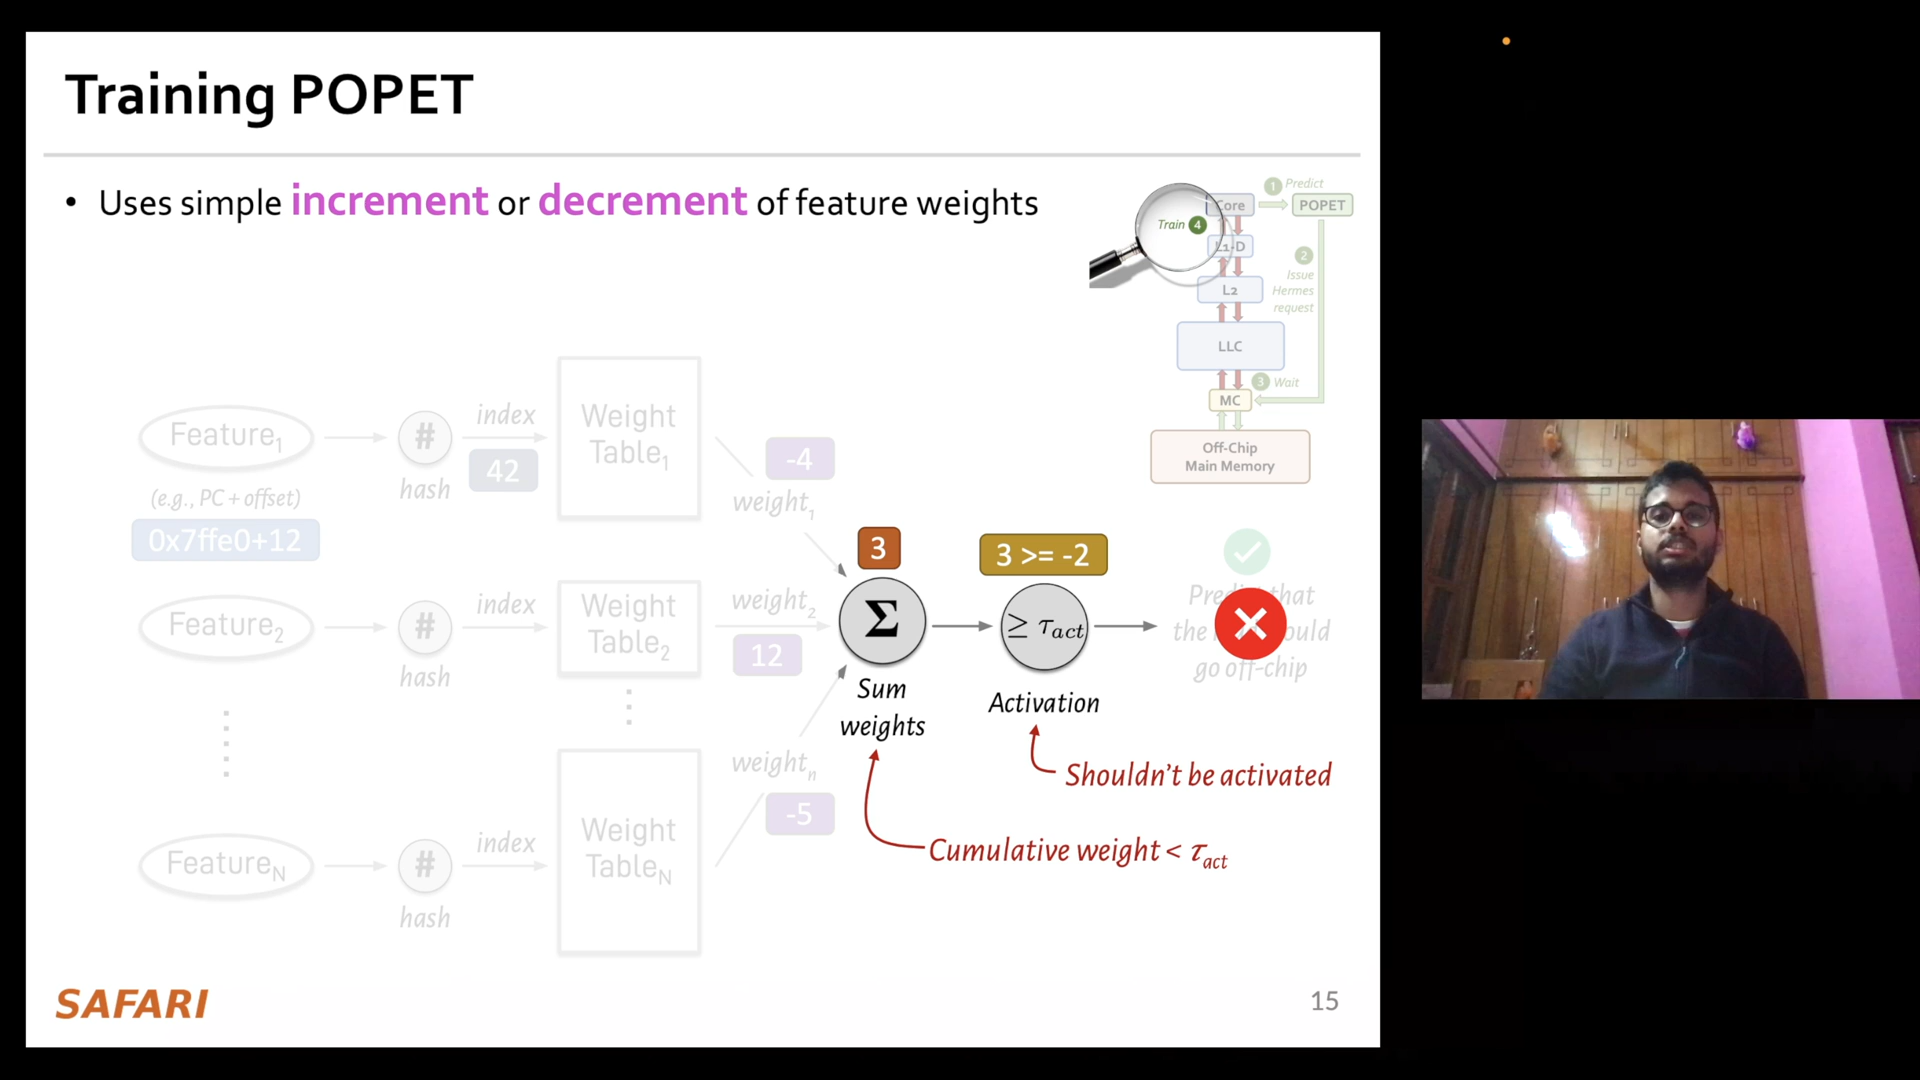 Training POPET
• Uses simple increment or decrement of feature weights
1 Predict
Core
POPET
Train 4
L1-D
2
Issue
Hermes
request
L2
LLC
3 Wait
MC
Off-Chip
Main Memory
Feature1
#
hash
index
42
Weight
Table1
-4
weight1
(e.g., PC + offset)
0x7ffe0+12
Feature2
#
hash
index
Weight
Table2
weight2
12
FeatureN
#
hash
index
Weight
TableN
weightn
-5
3
Σ
Sum
weights
3 >= -2
≥ τact
Activation
the
go off-chip
Shouldn't be activated
Cumulative weight < τact
SAFARI
15